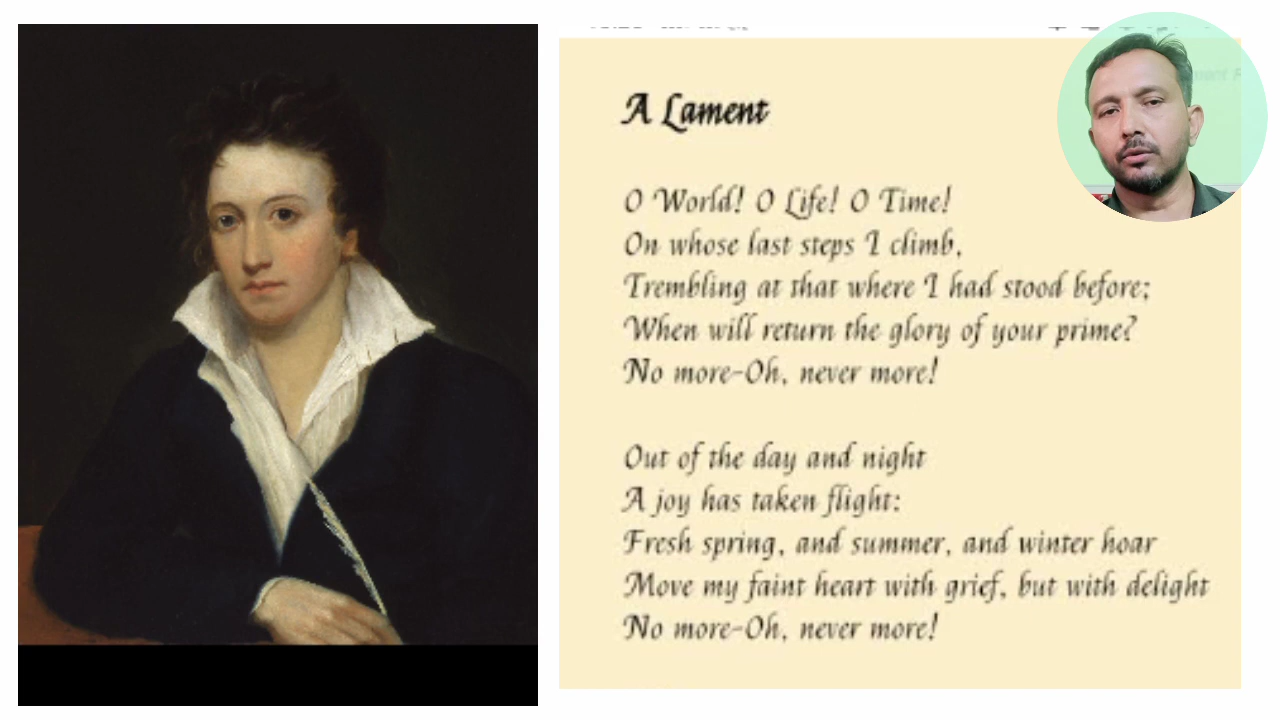 A Lament
O World! O Life! O Time!
On whose last steps I climb,
Trembling at that where I had stood before;
When will return the glory of your prime?
No more-Oh, never more!
Out of the day and night
A joy has taken flight:
Fresh spring, and summer, and winter hoar
Move my faint heart with grief, but with delight
No more-Oh, never more!